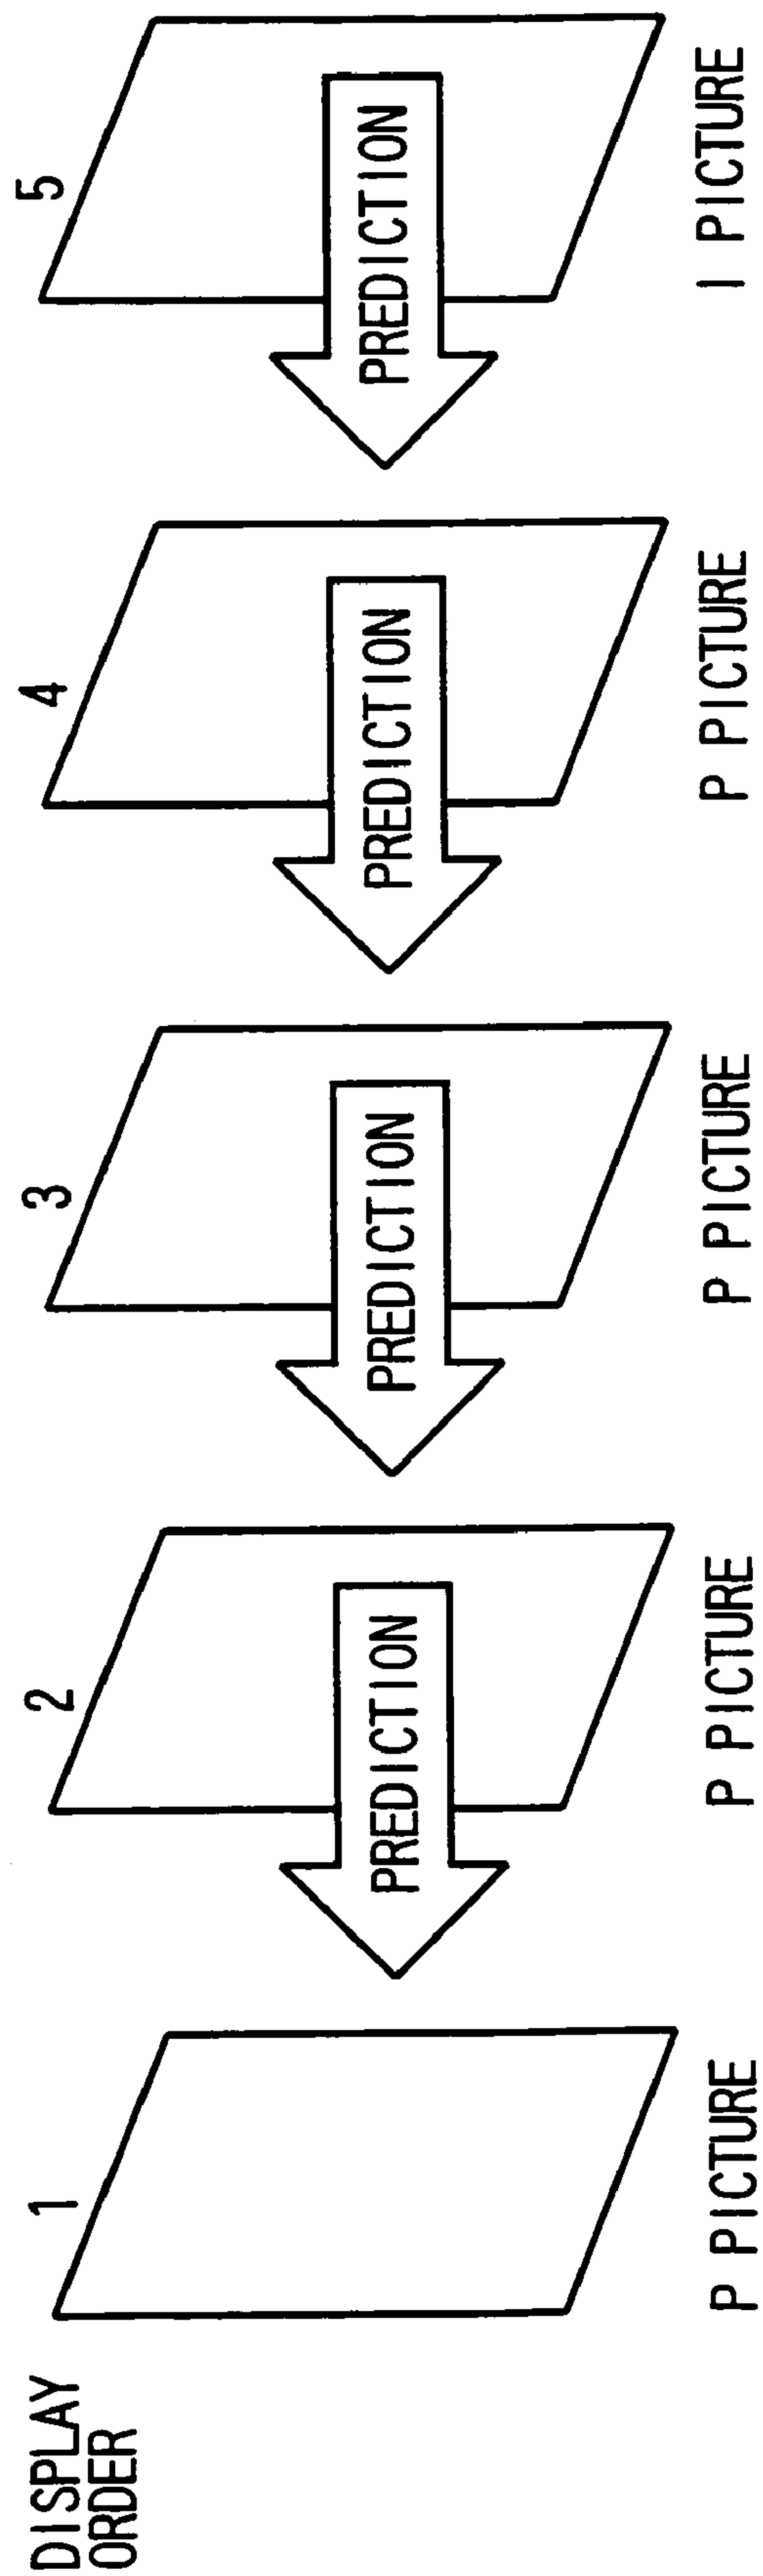 DISPLAY
ORDER
1
2
3
4
5
PREDICTION
PREDICTION
PREDICTION
PREDICTION
P PICTURE
P PICTURE
P PICTURE
P PICTURE
I PICTURE